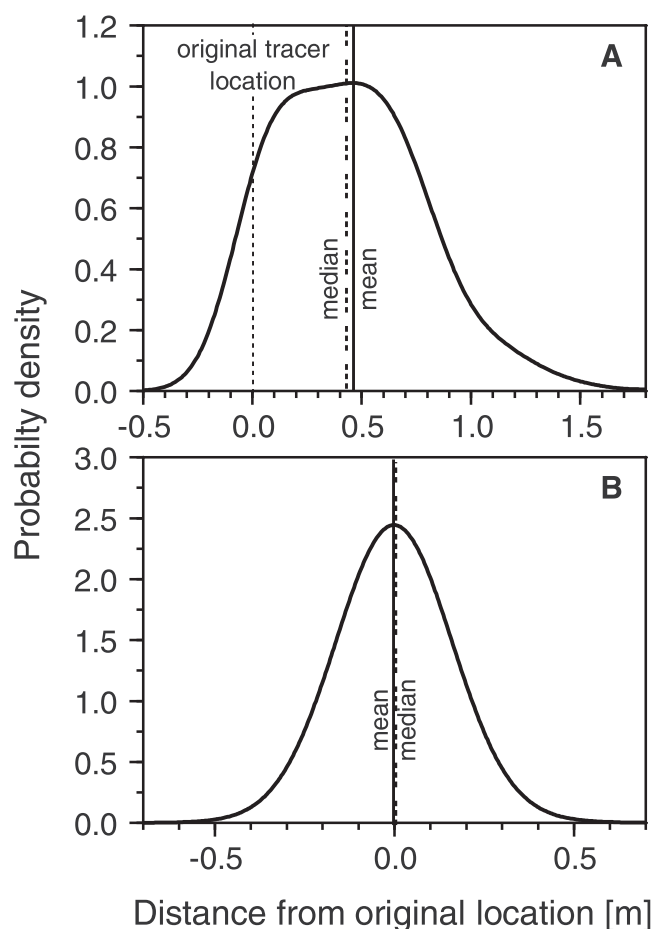 1.2
original tracer
location
A
1.0
0.8
0.6
0.4
0.2
0.0
median
mean
-0.5
0.0
0.5
1.0
1.5
Probabilty density
3.0
B
2.5
2.0
1.5
1.0
0.5
0.0
mean
median
-0.5
0.0
0.5
Distance from original location [m]